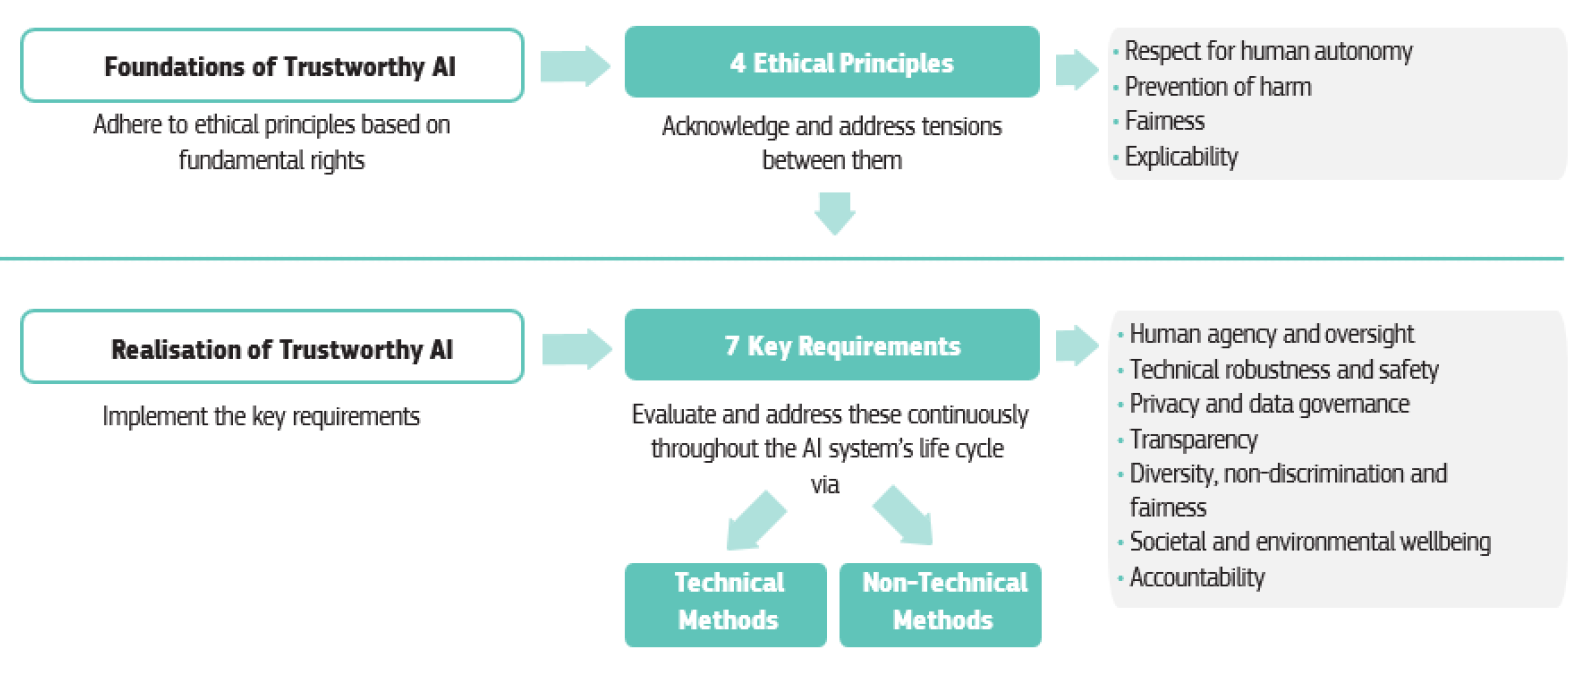 Foundations of Trustworthy AI
Adhere to ethical principles based on
fundamental rights
4 Ethical Principles
Acknowledge and address tensions
between them
• Respect for human autonomy
• Prevention of harm
• Fairness
• Explicability
Realisation of Trustworthy AI
Implement the key requirements
7 Key Requirements
Evaluate and address these continuously
throughout the AI system's life cycle
via
Technical
Methods
Non-Technical
Methods
• Human agency and oversight
• Technical robustness and safety
• Privacy and data governance
• Transparency
• Diversity, non-discrimination and
fairness
• Societal and environmental wellbeing
• Accountability